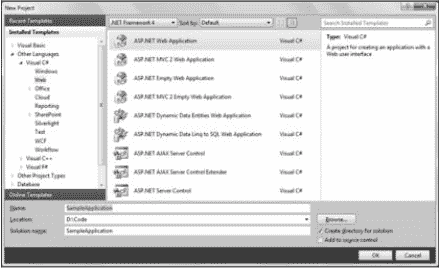 New Project
Recent Templates
.NET Framework 4
Sort by: Default
Search Installed Templates
Installed Templates
Visual Basic
Other Languages
Visual C#
Windows
Web
Office
Cloud
Reporting
SharePoint
Silverlight
Test
WCF
Workflow
Visual C++
Visual F#
Other Project Types
Database
Online Templates
ASP.NET Web Application Visual C#
ASP.NET MVC 2 Web Application Visual C#
ASP.NET Empty Web Application Visual C#
ASP.NET MVC 2 Empty Web Application Visual C#
ASP.NET Dynamic Data Entities Web Application Visual C#
ASP.NET Dynamic Data Linq to SQL Web Application Visual C#
ASP.NET AJAX Server Control Visual C#
ASP.NET AJAX Server Control Extender Visual C#
ASP.NET Server Control Visual C#
Type: Visual C#
A project for creating an application with a
Web user interface
Name: SampleApplication
Location: D:\Code
Browse...
Solution name: SampleApplication
Create directory for solution
Add to source control
OK
Cancel